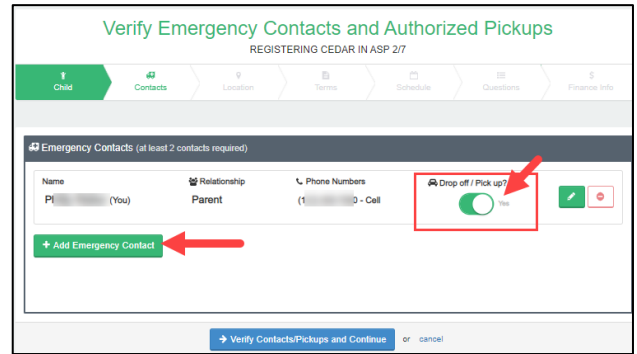 Verify Emergency Contacts and Authorized Pickups
REGISTERING CEDAR IN ASP 2/7
Child Contacts Location Terms Schedule Questions Finance Info
Emergency Contacts (at least 2 contacts required)
Name Relationship Phone Numbers Drop off / Pick up?
(You) Parent (1 0 - Cell Yes
+ Add Emergency Contact
Verify Contacts/Pickups and Continue or cancel